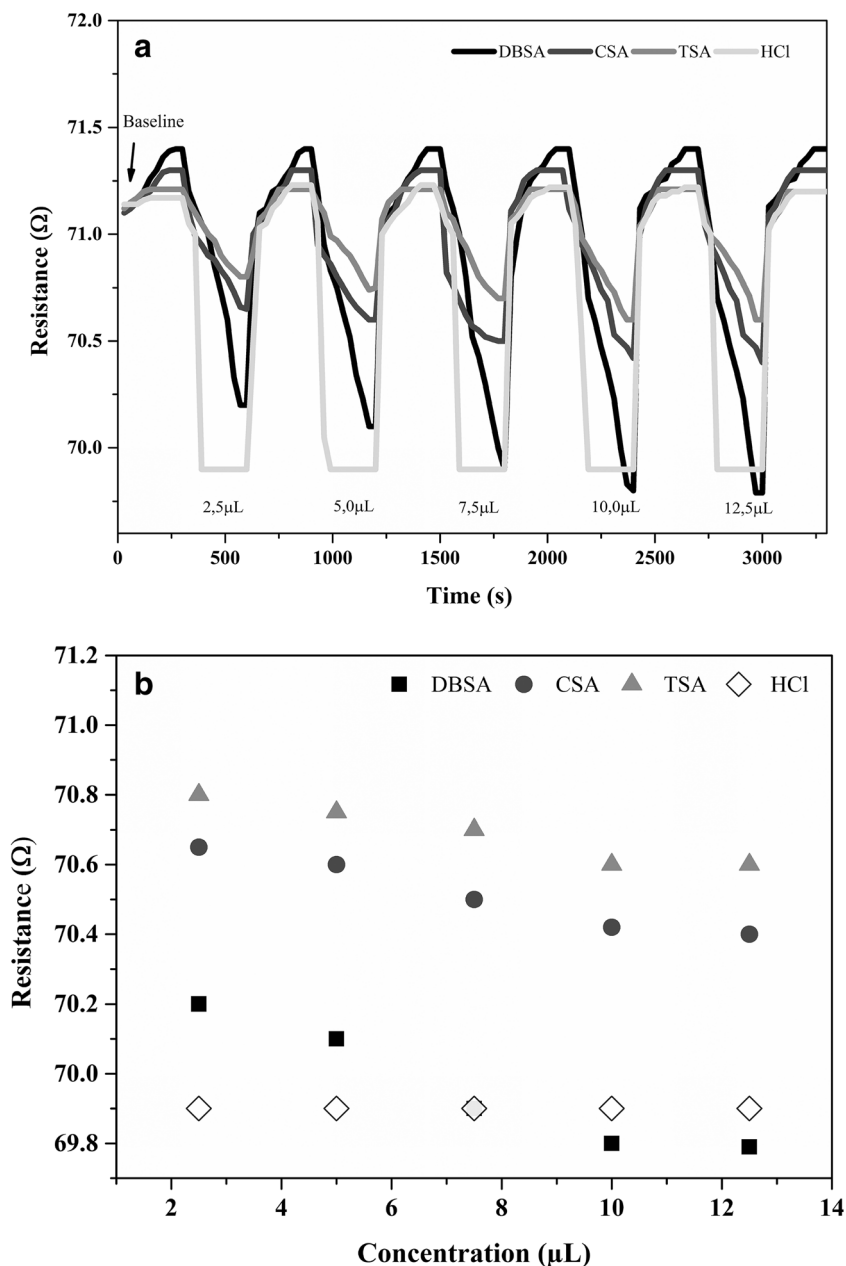 a
DBSA CSA TSA HCl
Baseline
72.0
71.5
71.0
70.5
70.0
Resistance (Ω)
2,5µL 5,0µL 7,5µL 10,0µL 12,5µL
0 500 1000 1500 2000 2500 3000
Time (s)
b
DBSA CSA TSA HCl
71.2
71.0
70.8
70.6
70.4
70.2
70.0
69.8
Resistance (Ω)
2 4 6 8 10 12 14
Concentration (µL)